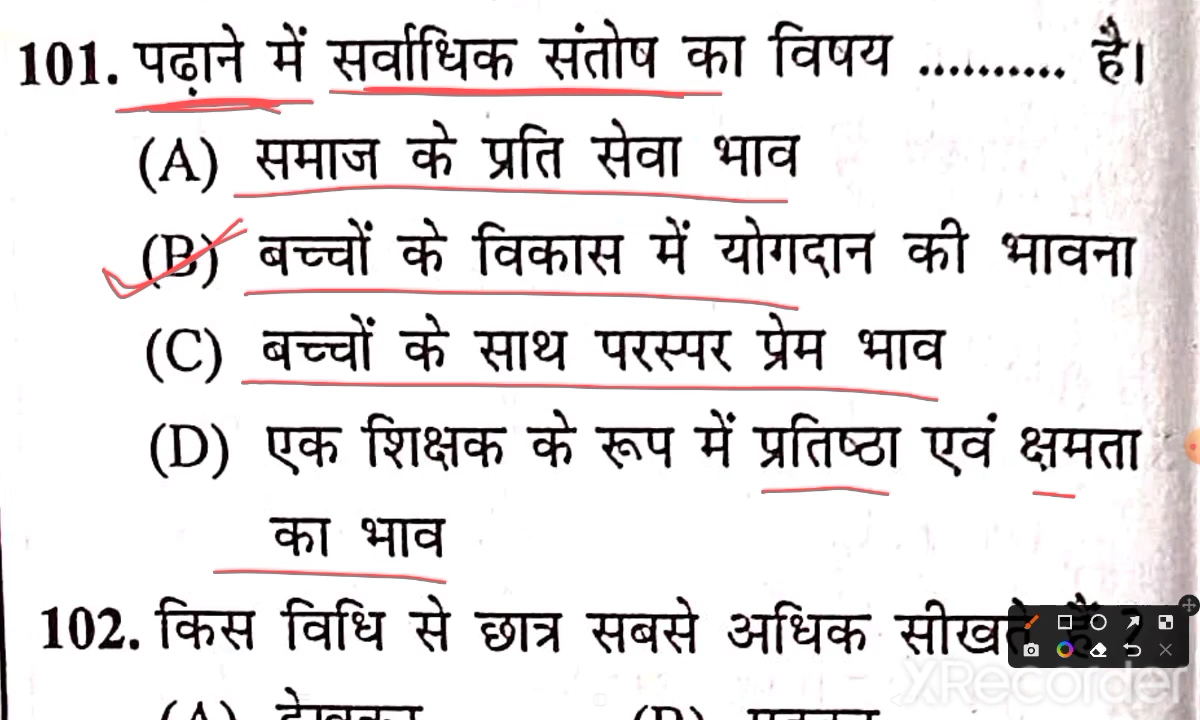 101. पढ़ाने में सर्वाधिक संतोष का विषय .......... है।
(A) समाज के प्रति सेवा भाव
(B) बच्चों के विकास में योगदान की भावना
(C) बच्चों के साथ परस्पर प्रेम भाव
(D) एक शिक्षक के रूप में प्रतिष्ठा एवं क्षमता
का भाव
102. किस विधि से छात्र सबसे अधिक सीखते हैं ?
XRecorder
(A) (B)